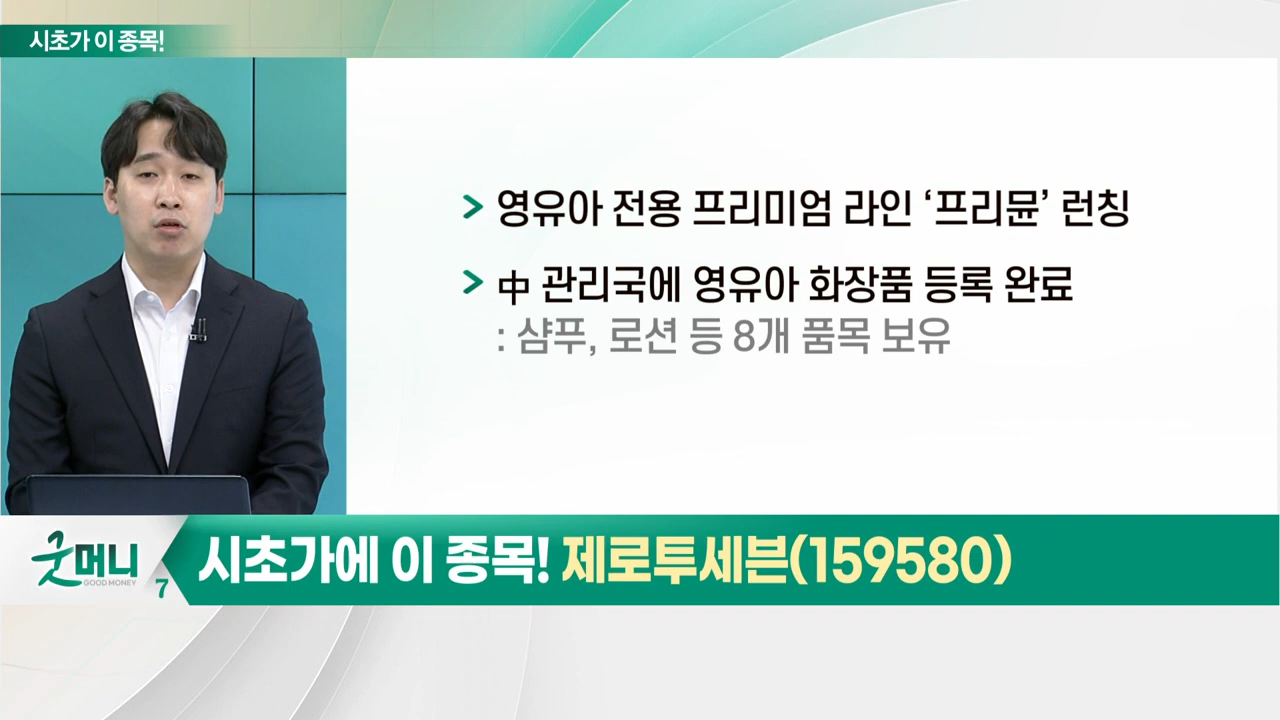 시초가 이 종목!
> 영유아 전용 프리미엄 라인 ‘프리뮨’ 런칭
> 中 관리국에 영유아 화장품 등록 완료
: 샴푸, 로션 등 8개 품목 보유
굿머니
GOOD MONEY
7
시초가에 이 종목! 제로투세븐(159580)